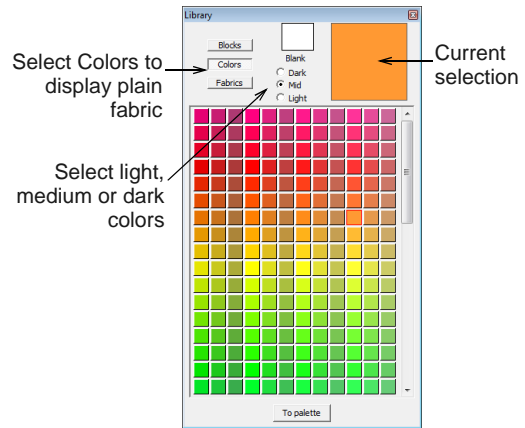 Library
Blocks
Colors
Fabrics
Blank
Dark
Mid
Light
Select Colors to
display plain
fabric
Current
selection
Select light,
medium or dark
colors
To palette